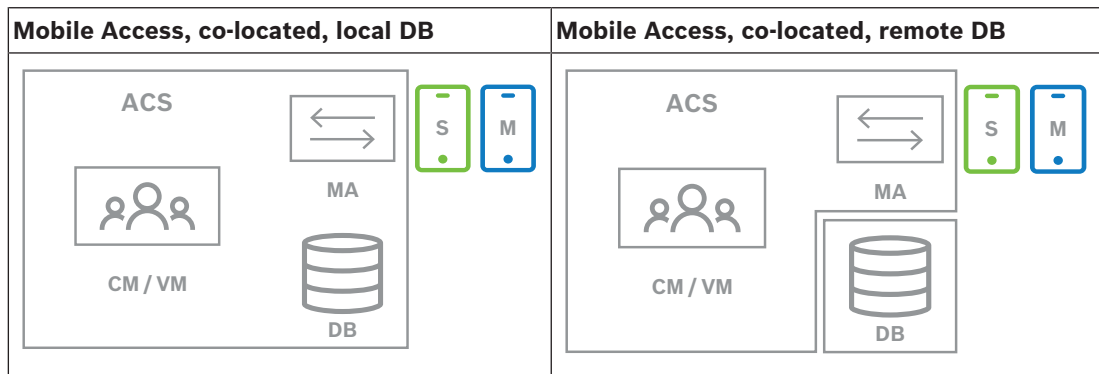 Mobile Access, co-located, local DB
Mobile Access, co-located, remote DB
ACS
S
M
MA
CM / VM
DB
ACS
S
M
MA
CM / VM
DB